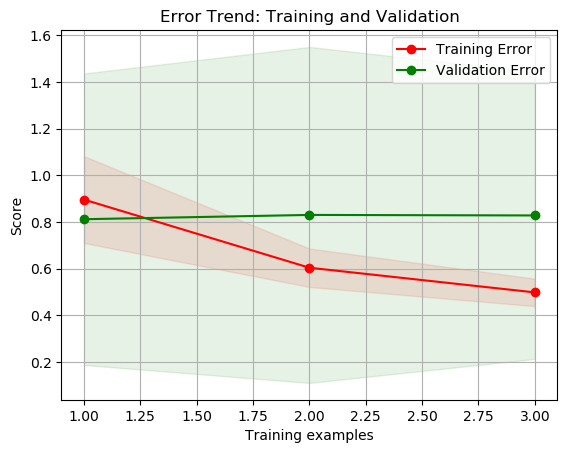 Error Trend: Training and Validation
Training Error
Validation Error
Score
1.6
1.4
1.2
1.0
0.8
0.6
0.4
0.2
1.00 1.25 1.50 1.75 2.00 2.25 2.50 2.75 3.00
Training examples